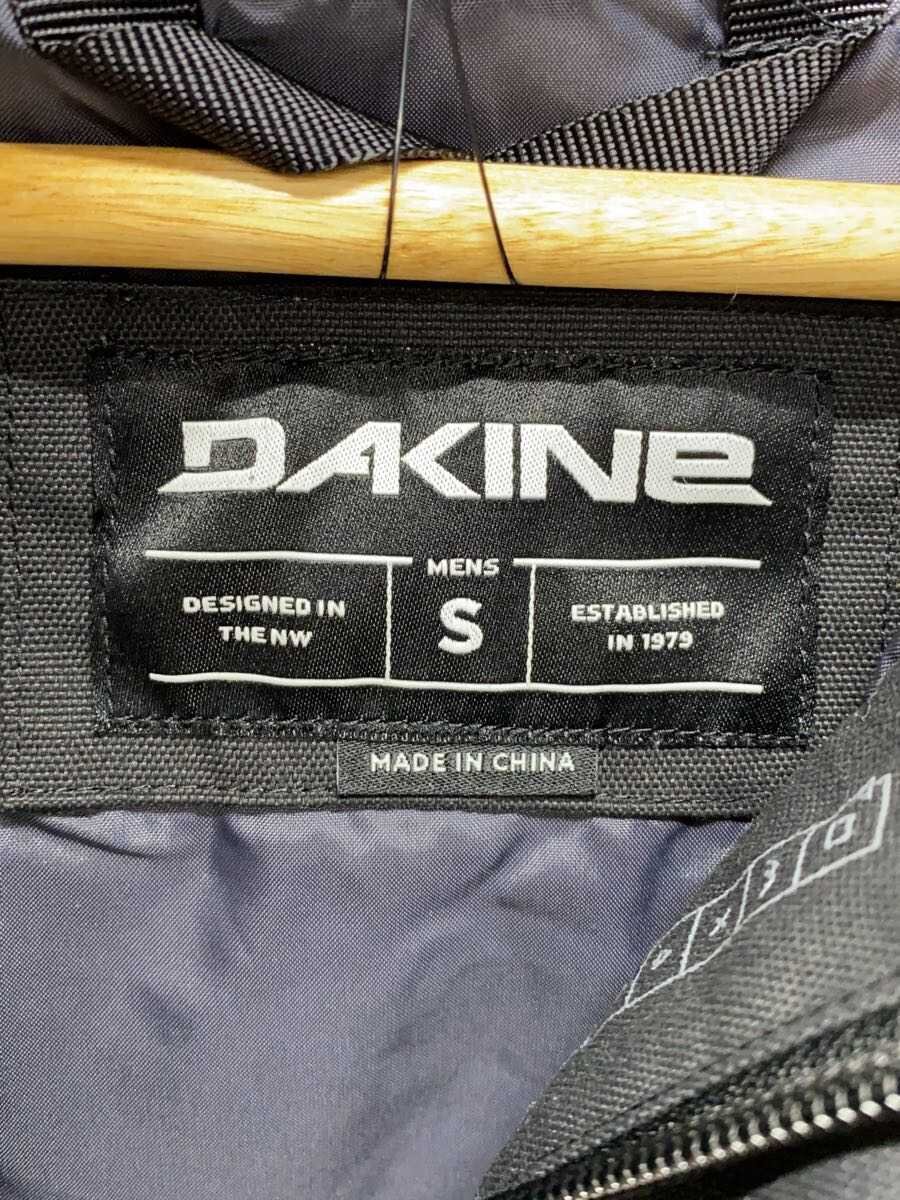 DAKINE
MENS
DESIGNED IN
THE NW
S
ESTABLISHED
IN 1979
MADE IN CHINA